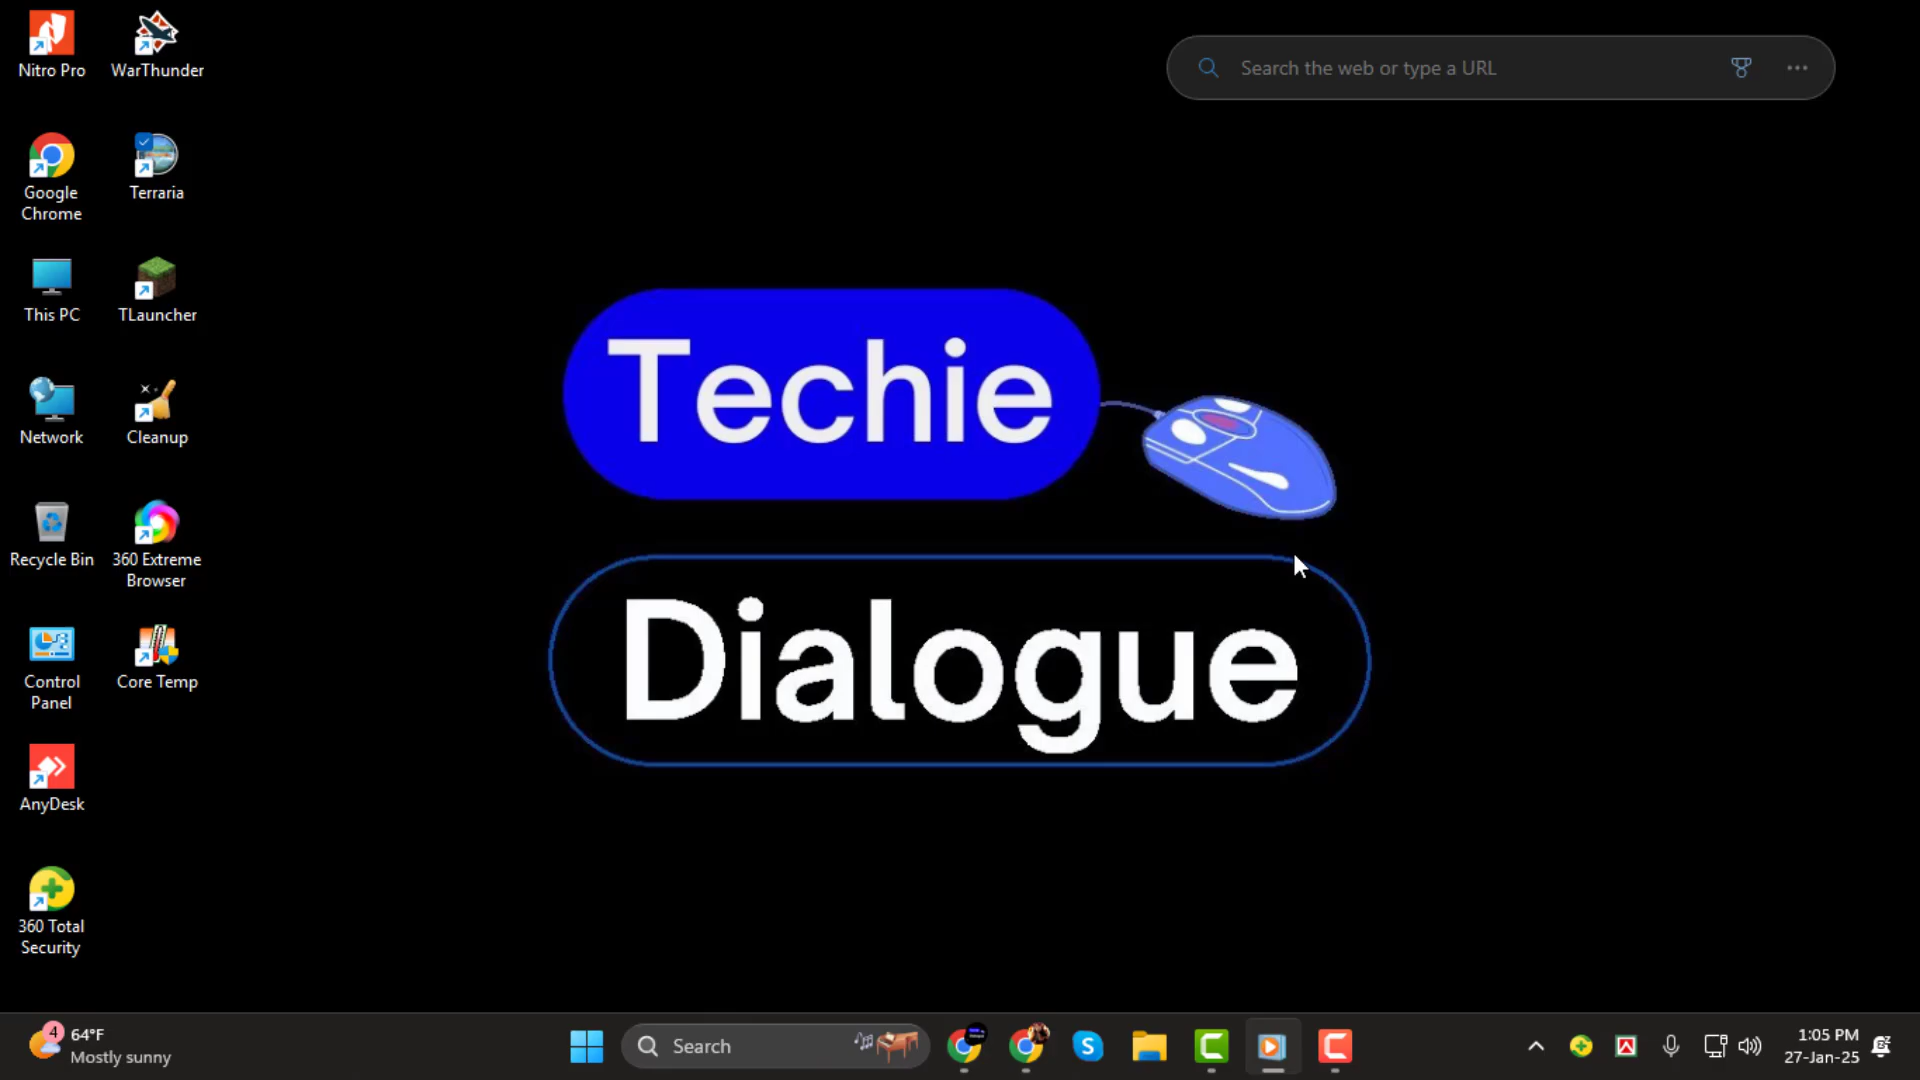 Nitro Pro
WarThunder
Search the web or type a URL
Google
Chrome
Terraria
This PC
TLauncher
Techie
Network
Cleanup
Recycle Bin
360 Extreme
Browser
Dialogue
Control
Panel
Core Temp
AnyDesk
360 Total
Security
4
64°F
Mostly sunny
Search
1:05 PM
27-Jan-25